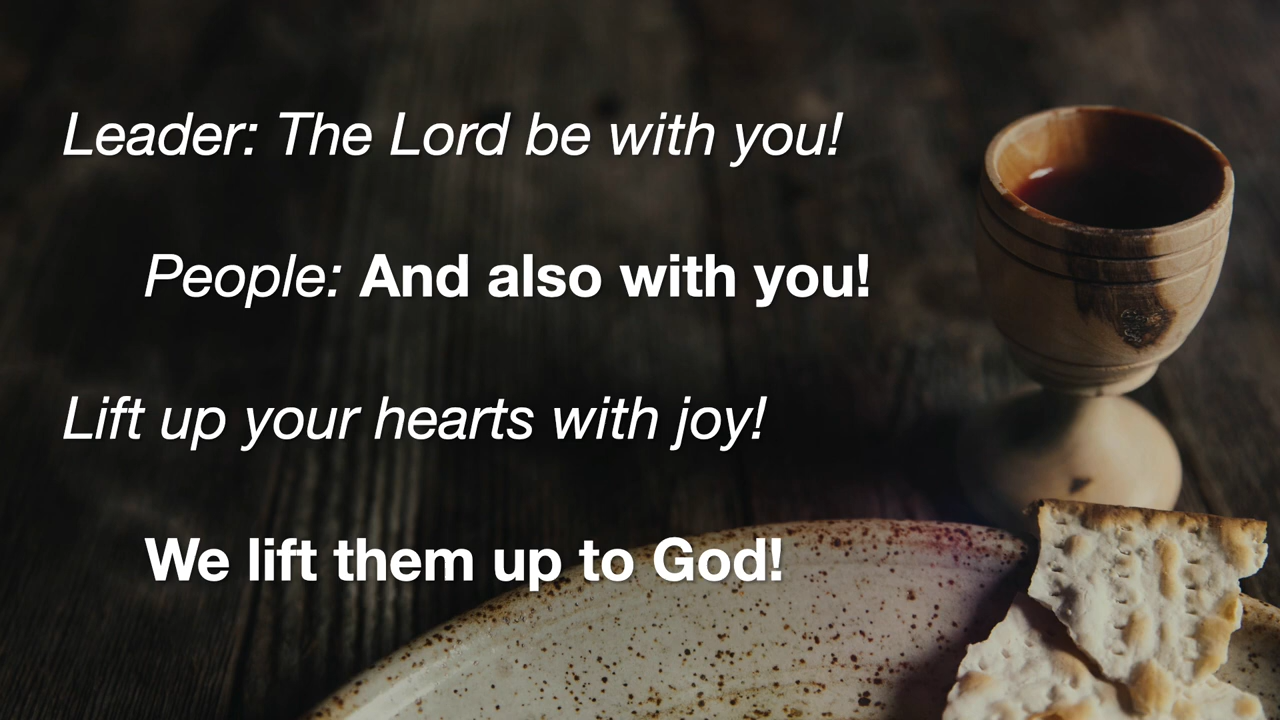 Leader: The Lord be with you!
People: And also with you!
Lift up your hearts with joy!
We lift them up to God!